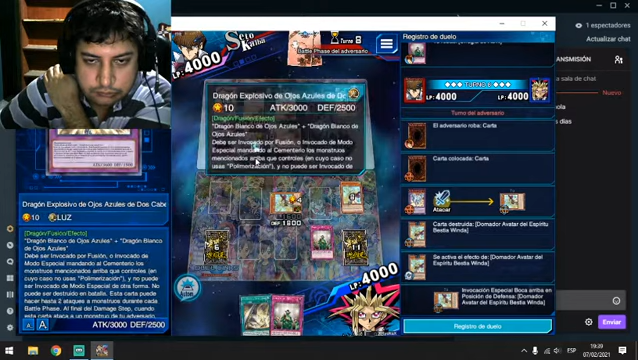 1 espectadores
Actualizar chat
TRANSMISIÓN
Nuevo
Turno 8
Battle Phase del adversario
Seto
Kaiba
LP: 4000
Dragón Explosivo de Ojos Azules de Do
10 ATK/3000 DEF/2500
[Dragón/Fusión/Efecto]
"Dragón Blanco de Ojos Azules" + "Dragón Blanco de
Ojos Azules"
Debe ser Invocado por Fusión, o Invocado de Modo
Especial mandando al Cementerio los monstruos
mencionados arriba que controles (en cuyo caso no
usas "Polimerización"), y no puede ser Invocado de
Dragón Explosivo de Ojos Azules de Dos Cabe
10 LUZ
[Dragón/Fusión/Efecto]
"Dragón Blanco de Ojos Azules" + "Dragón Blanco de
Ojos Azules"
Debe ser Invocado por Fusión, o Invocado de Modo
Especial mandando al Cementerio los monstruos
mencionados arriba que controles (en cuyo caso no
usas "Polimerización"), y no puede ser Invocado
de Modo Especial de otra forma. No puede ser
destruido en batalla. Esta carta puede
hacer hasta 2 ataques a monstruos durante cada
Battle Phase. Al final del Damage Step, cuando
ATK/3000 DEF/2500
A A
6
11
LP: 4000
Registro de duelo
LP: 4000
LP: 4000
Turno del adversario
El adversario roba: Carta
Carta colocada: Carta
Atacar
Carta destruida: [Domador Avatar del Espíritu
Bestia Winda]
Se activa el efecto de: [Domador Avatar del Espíritu
Bestia Winda]
Invocación Especial Boca arriba en
Posición de Defensa: [Domador
Avatar del Espíritu Bestia Winda]
Registro de duelo
Enviar
ESP
19:39
07/02/2021